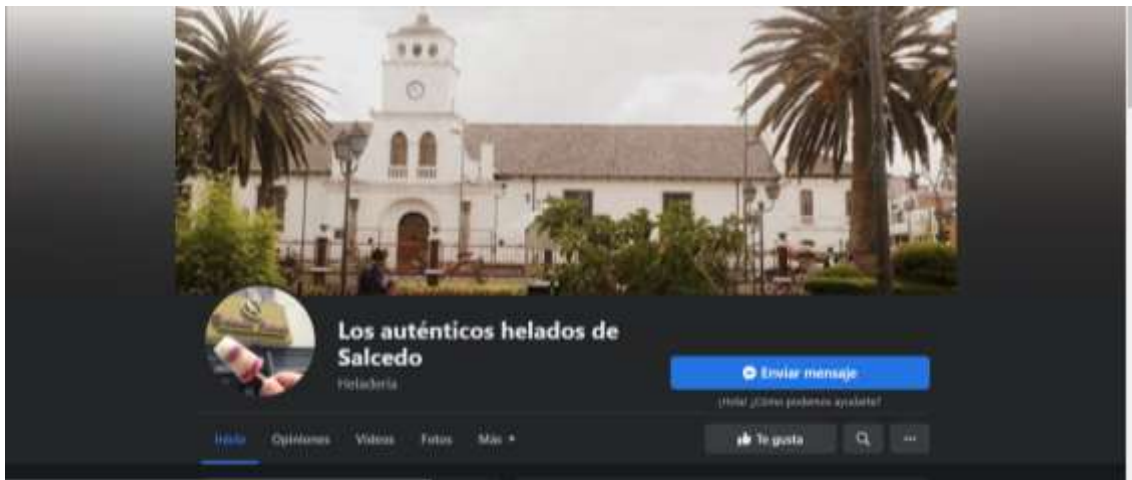 Los auténticos helados de
Salcedo
Heladería
Enviar mensaje
¡Hola! ¿Cómo podemos ayudarte?
Inicio Opiniones Videos Fotos Más
Te gusta